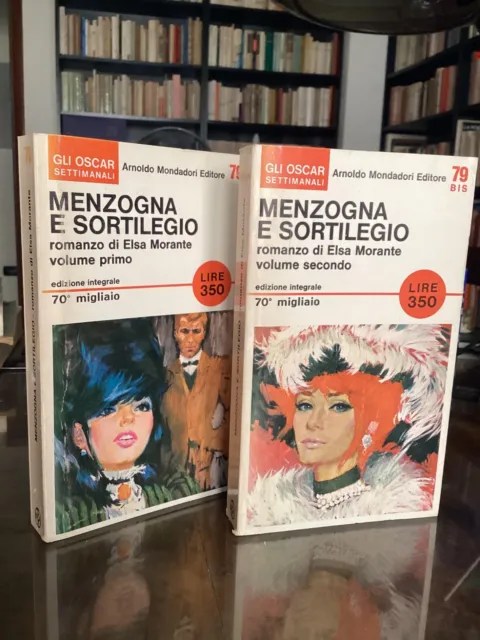 GLI OSCAR
SETTIMANALI
Arnoldo Mondadori Editore
MENZOGNA
E SORTILEGIO
romanzo di Elsa Morante
volume primo
edizione integrale
70° migliaio
LIRE
350
MENZOGNA E SORTILEGIO romanzo di Elsa Morante
GLI OSCAR
SETTIMANALI
Arnoldo Mondadori Editore
79
BIS
MENZOGNA
E SORTILEGIO
romanzo di Elsa Morante
volume secondo
edizione integrale
70° migliaio
LIRE
350